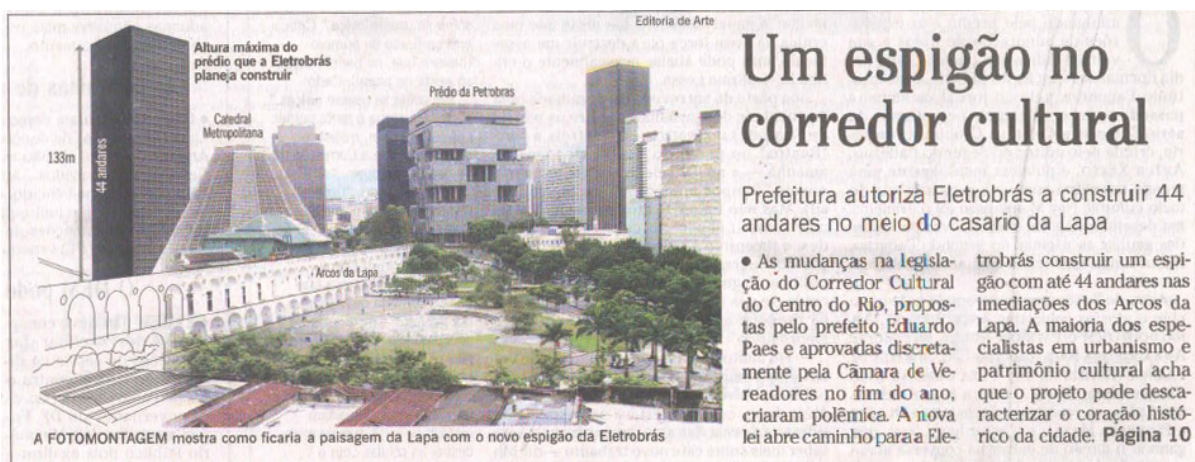 Editoria de Arte
Altura máxima do
prédio que a Eletrobrás
planeja construir
Catedral
Metropolitana
Prédio da Petrobras
133m
44 andares
Arcos da Lapa
A FOTOMONTAGEM mostra como ficaria a paisagem da Lapa com o novo espigão da Eletrobrás
Um espigão no
corredor cultural
Prefeitura autoriza Eletrobrás a construir 44
andares no meio do casario da Lapa
● As mudanças na legisla-
ção do Corredor Cultural
do Centro do Rio, propos-
tas pelo prefeito Eduardo
Paes e aprovadas discreta-
mente pela Câmara de Ve-
readores no fim do ano,
criaram polêmica. A nova
lei abre caminho para a Ele-
trobrás construir um espi-
gão com até 44 andares nas
imediações dos Arcos da
Lapa. A maioria dos espe-
cialistas em urbanismo e
patrimônio cultural acha
que o projeto pode desca-
racterizar o coração histó-
rico da cidade. Página 10